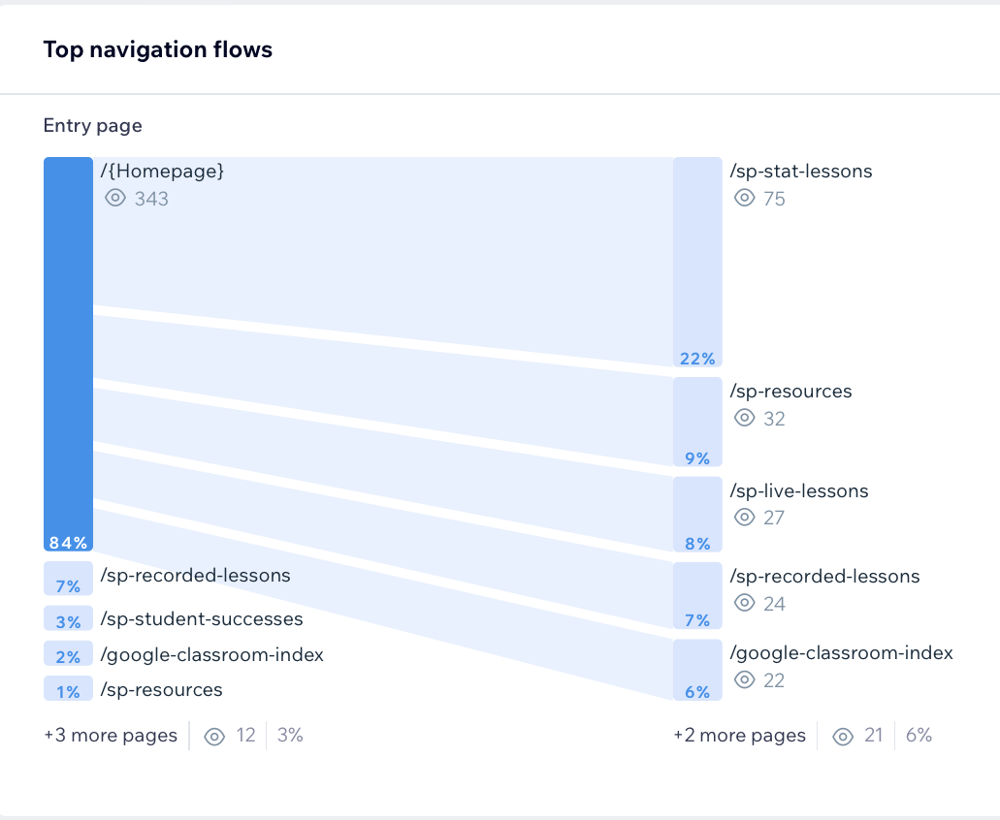 Top navigation flows
Entry page
/{Homepage}
343
84%
7%
/sp-recorded-lessons
3%
/sp-student-successes
2%
/google-classroom-index
1%
/sp-resources
+3 more pages
12
3%
/sp-stat-lessons
75
22%
/sp-resources
32
9%
/sp-live-lessons
27
8%
/sp-recorded-lessons
24
7%
/google-classroom-index
22
6%
+2 more pages
21
6%